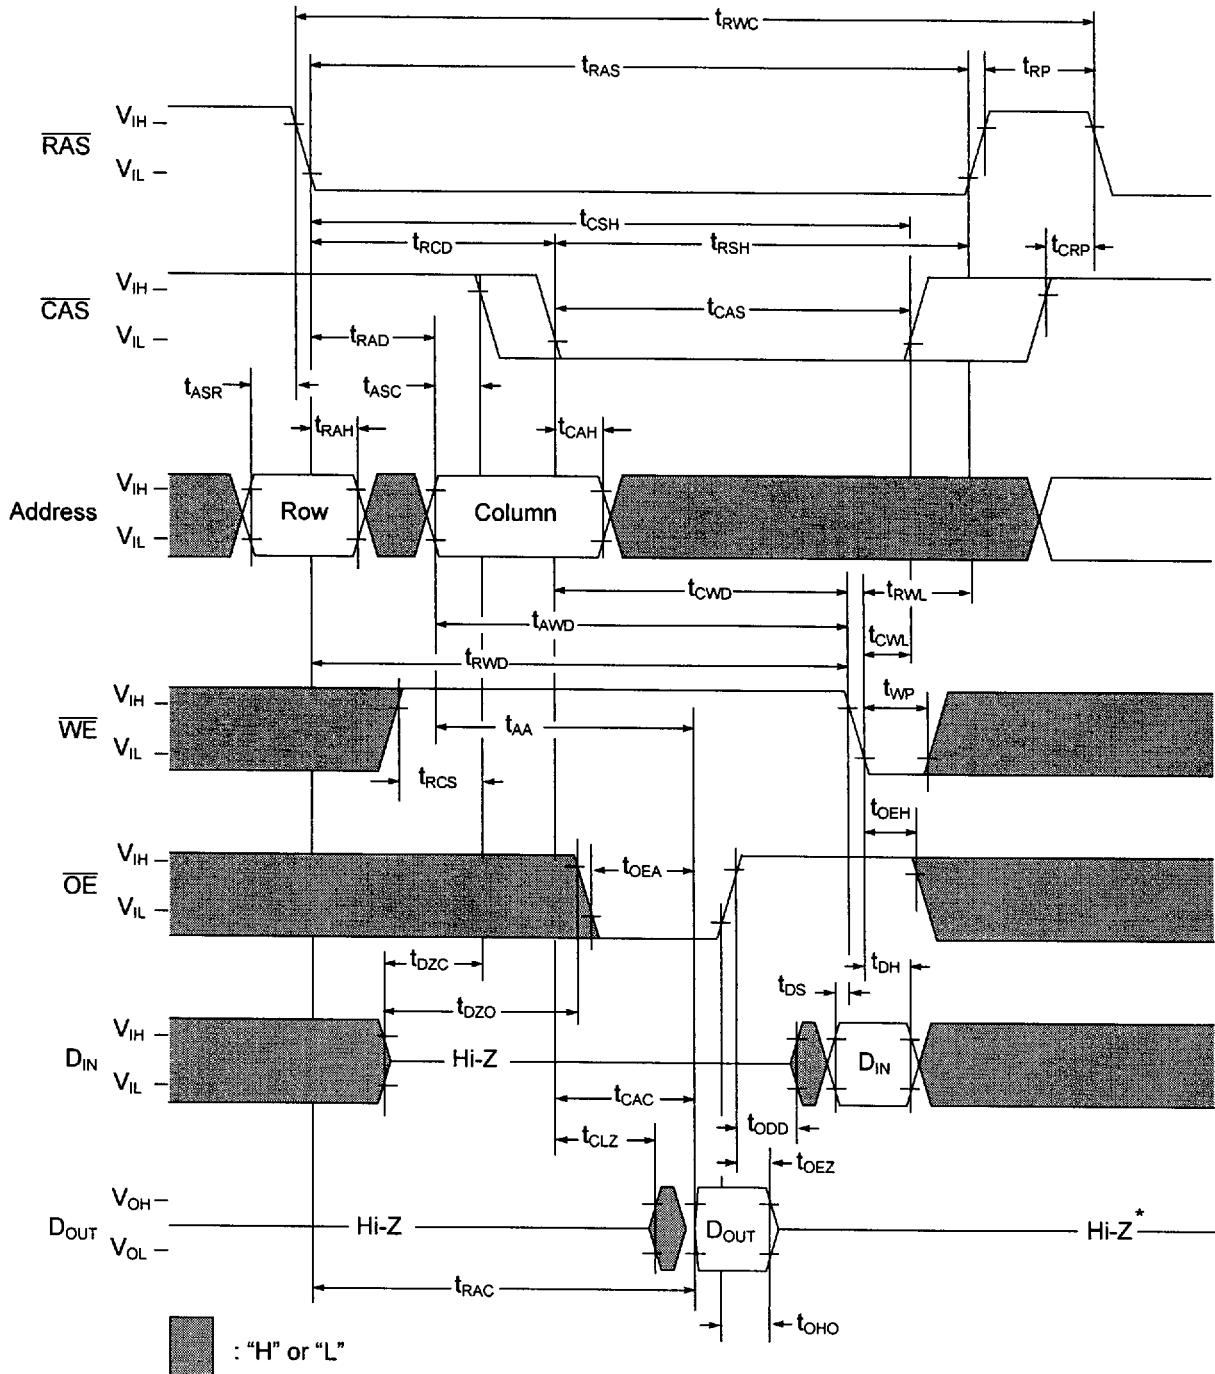 tRWC
tRAS
tRP
RAS
VIH
VIL
tCSH
tRCD
tRSH
tCRP
CAS
VIH
VIL
tCAS
tRAD
tASR
tASC
tRAH
tCAH
Address
VIH
VIL
Row
Column
tCWD
tRWL
tAWD
tCWL
tRWD
WE
VIH
VIL
tWP
tAA
tRCS
tOEH
OE
VIH
VIL
tOEA
tDZC
tDH
tDS
tDZO
DIN
VIH
VIL
Hi-Z
DIN
tCAC
tODD
tCLZ
tOEZ
DOUT
VOH
VOL
Hi-Z
DOUT
Hi-Z*
tRAC
tOHO
: “H” or “L”